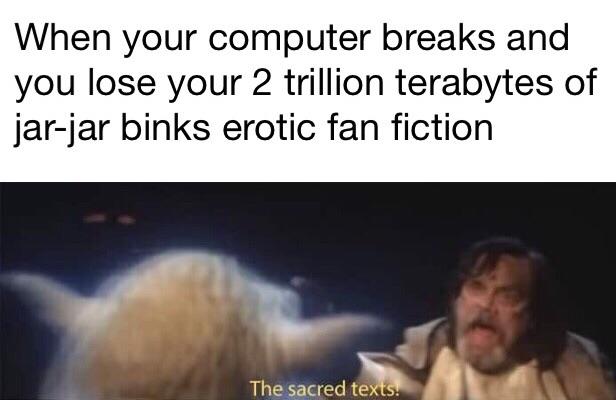 When your computer breaks and
you lose your 2 trillion terabytes of
jar-jar binks erotic fan fiction
The sacred texts!